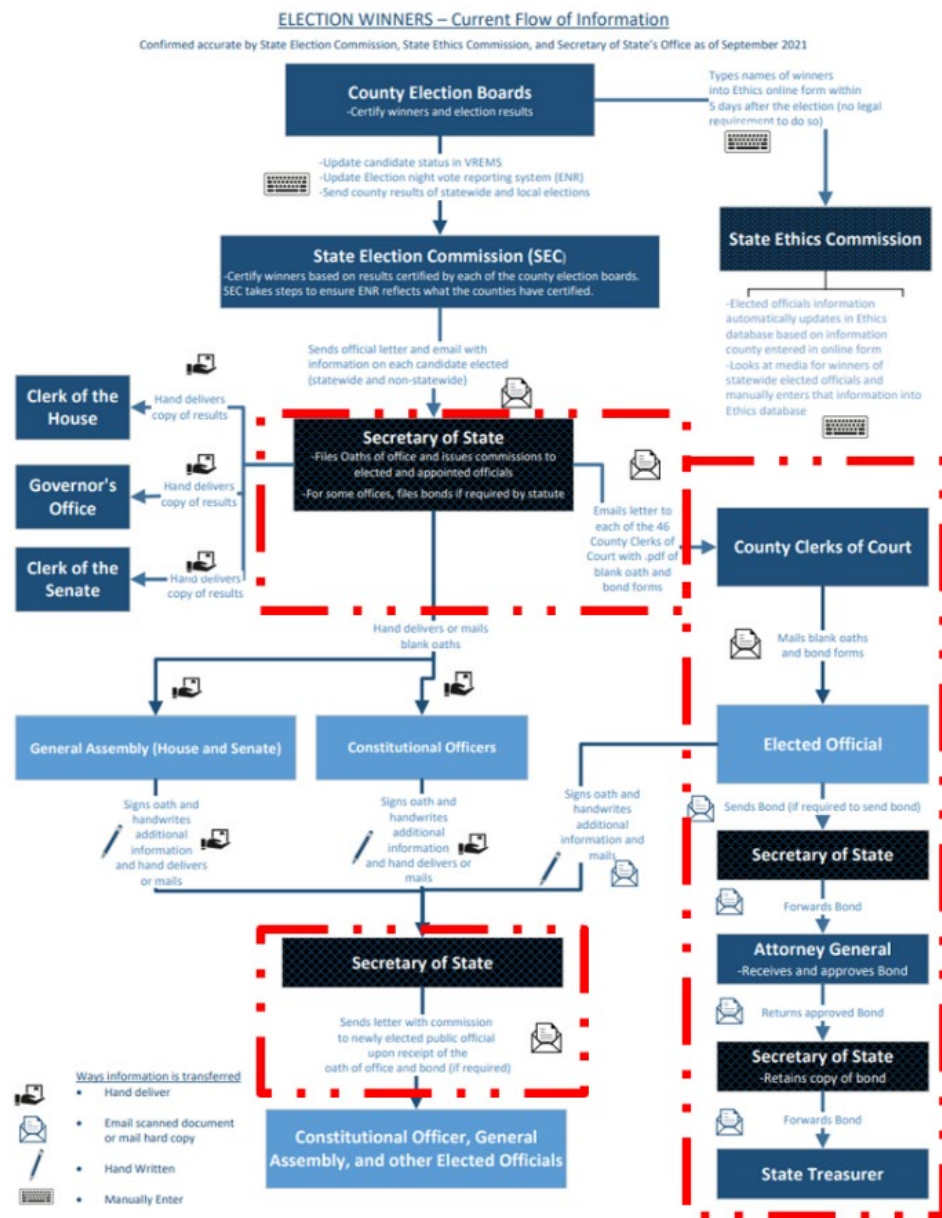 ELECTION WINNERS – Current Flow of Information
Confirmed accurate by State Election Commission, State Ethics Commission, and Secretary of State's Office as of September 2021
County Election Boards
-Certify winners and election results
Types names of winners
into Ethics online form within
5 days after the election (no legal
requirement to do so)
-Update candidate status in VREMS
-Update Election night vote reporting system (ENR)
-Send county results of statewide and local elections
State Ethics Commission
State Election Commission (SEC)
-Certify winners based on results certified by each of the county election boards.
SEC takes steps to ensure ENR reflects what the counties have certified.
-Elected officials information
automatically updates in Ethics
database based on information
county entered in online form
-Looks at media for winners of
statewide elected officials and
manually enters that information into
Ethics database
Sends official letter and email with
information on each candidate elected
(statewide and non-statewide)
Clerk of the
House
Hand delivers
copy of results
Governor's
Office
Hand delivers
copy of results
Clerk of the
Senate
Hand delivers
copy of results
Secretary of State
-Files Oaths of office and issues commissions to
elected and appointed officials
-For some offices, files bonds if required by statute
Emails letter to
each of the 46
County Clerks of
Court with .pdf of
blank oath and
bond forms
County Clerks of Court
Hand delivers or mails
blank oaths
Mails blank oaths
and bond forms
General Assembly (House and Senate)
Constitutional Officers
Elected Official
Signs oath and
handwrites
additional
information
and hand delivers
or mails
Signs oath and
handwrites
additional
information
and hand delivers or
mails
Signs oath and
handwrites
additional
information and
mails
Sends Bond (if required to send bond)
Secretary of State
Forwards Bond
Attorney General
-Receives and approves Bond
Returns approved Bond
Secretary of State
-Retains copy of bond
Forwards Bond
State Treasurer
Secretary of State
Sends letter with commission
to newly elected public official
upon receipt of the
oath of office and bond (if required)
Constitutional Officer, General
Assembly, and other Elected Officials
Ways information is transferred
• Hand deliver
• Email scanned document
or mail hard copy
• Hand Written
• Manually Enter